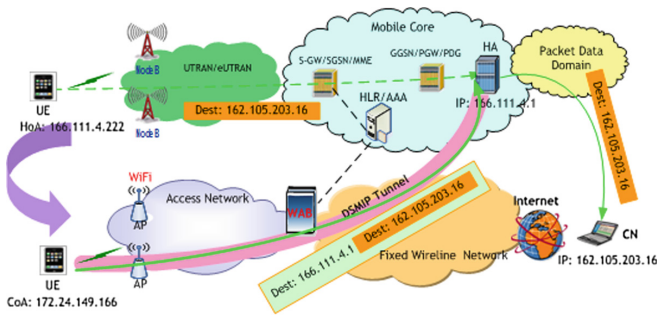 Mobile Core
Node B
UTRAN/eUTRAN
S-GW/SGSN/MME
GGSN/PGW/PDG
HA
Packet Data
Domain
UE
HoA: 166.111.4.222
Node B
Dest: 162.105.203.16
HLR/AAA
IP: 166.111.4.1
Dest: 162.105.203.16
WiFi
AP
Access Network
WAB
DSMIP Tunnel
Dest: 166.111.4.1
Dest: 162.105.203.16
Internet
CN
IP: 162.105.203.16
Fixed Wireline Network
UE
AP
CoA: 172.24.149.166